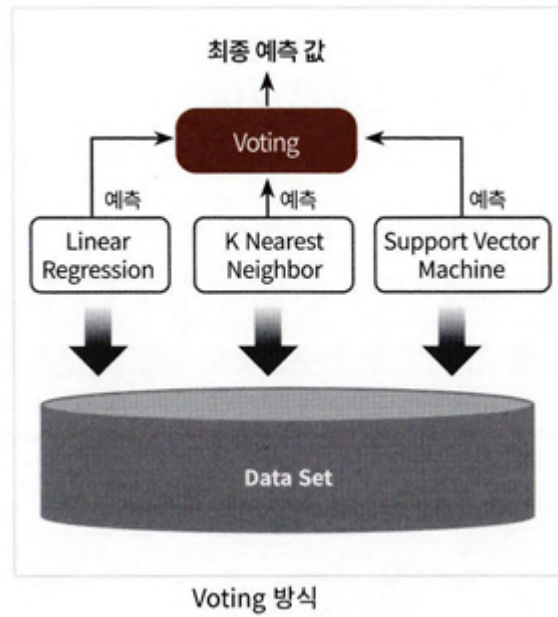 최종 예측 값
Voting
예측
예측
예측
Linear
Regression
K Nearest
Neighbor
Support Vector
Machine
Data Set
Voting 방식